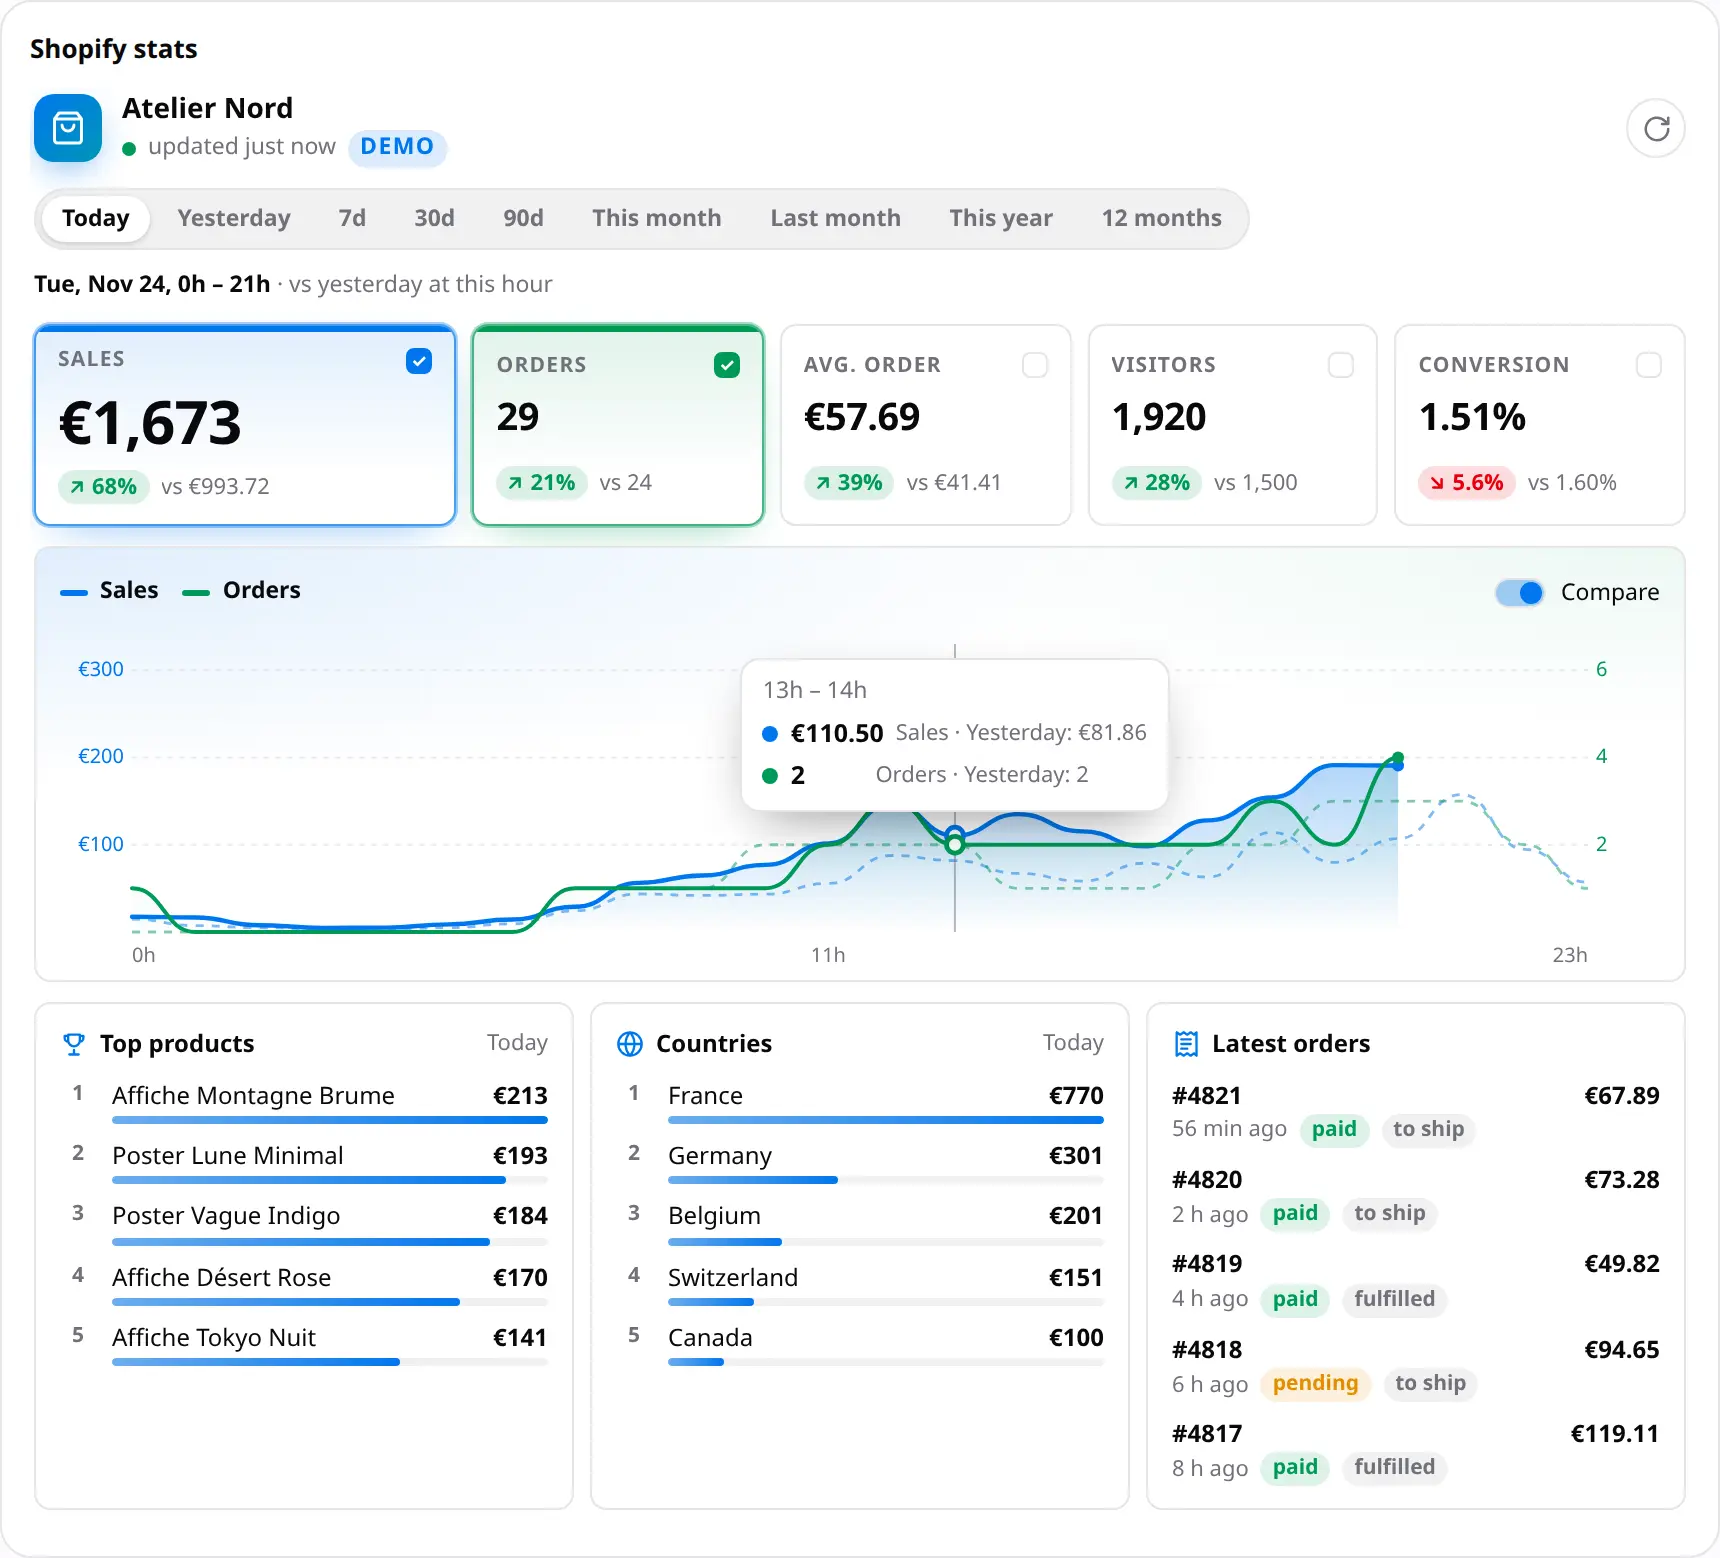 Shopify stats
Atelier Nord
updated just now DEMO
Today Yesterday 7d 30d 90d This month Last month This year 12 months
Tue, Nov 24, 0h – 21h · vs yesterday at this hour
SALES
€1,673
68% vs €993.72
ORDERS
29
21% vs 24
AVG. ORDER
€57.69
39% vs €41.41
VISITORS
1,920
28% vs 1,500
CONVERSION
1.51%
5.6% vs 1.60%
Sales Orders Compare
€300 6
13h – 14h
€110.50 Sales · Yesterday: €81.86
2 Orders · Yesterday: 2
€200 4
€100 2
0h 11h 23h
Top products Today
1 Affiche Montagne Brume €213
2 Poster Lune Minimal €193
3 Poster Vague Indigo €184
4 Affiche Désert Rose €170
5 Affiche Tokyo Nuit €141
Countries Today
1 France €770
2 Germany €301
3 Belgium €201
4 Switzerland €151
5 Canada €100
Latest orders
#4821 €67.89
56 min ago paid to ship
#4820 €73.28
2 h ago paid to ship
#4819 €49.82
4 h ago paid fulfilled
#4818 €94.65
6 h ago pending to ship
#4817 €119.11
8 h ago paid fulfilled